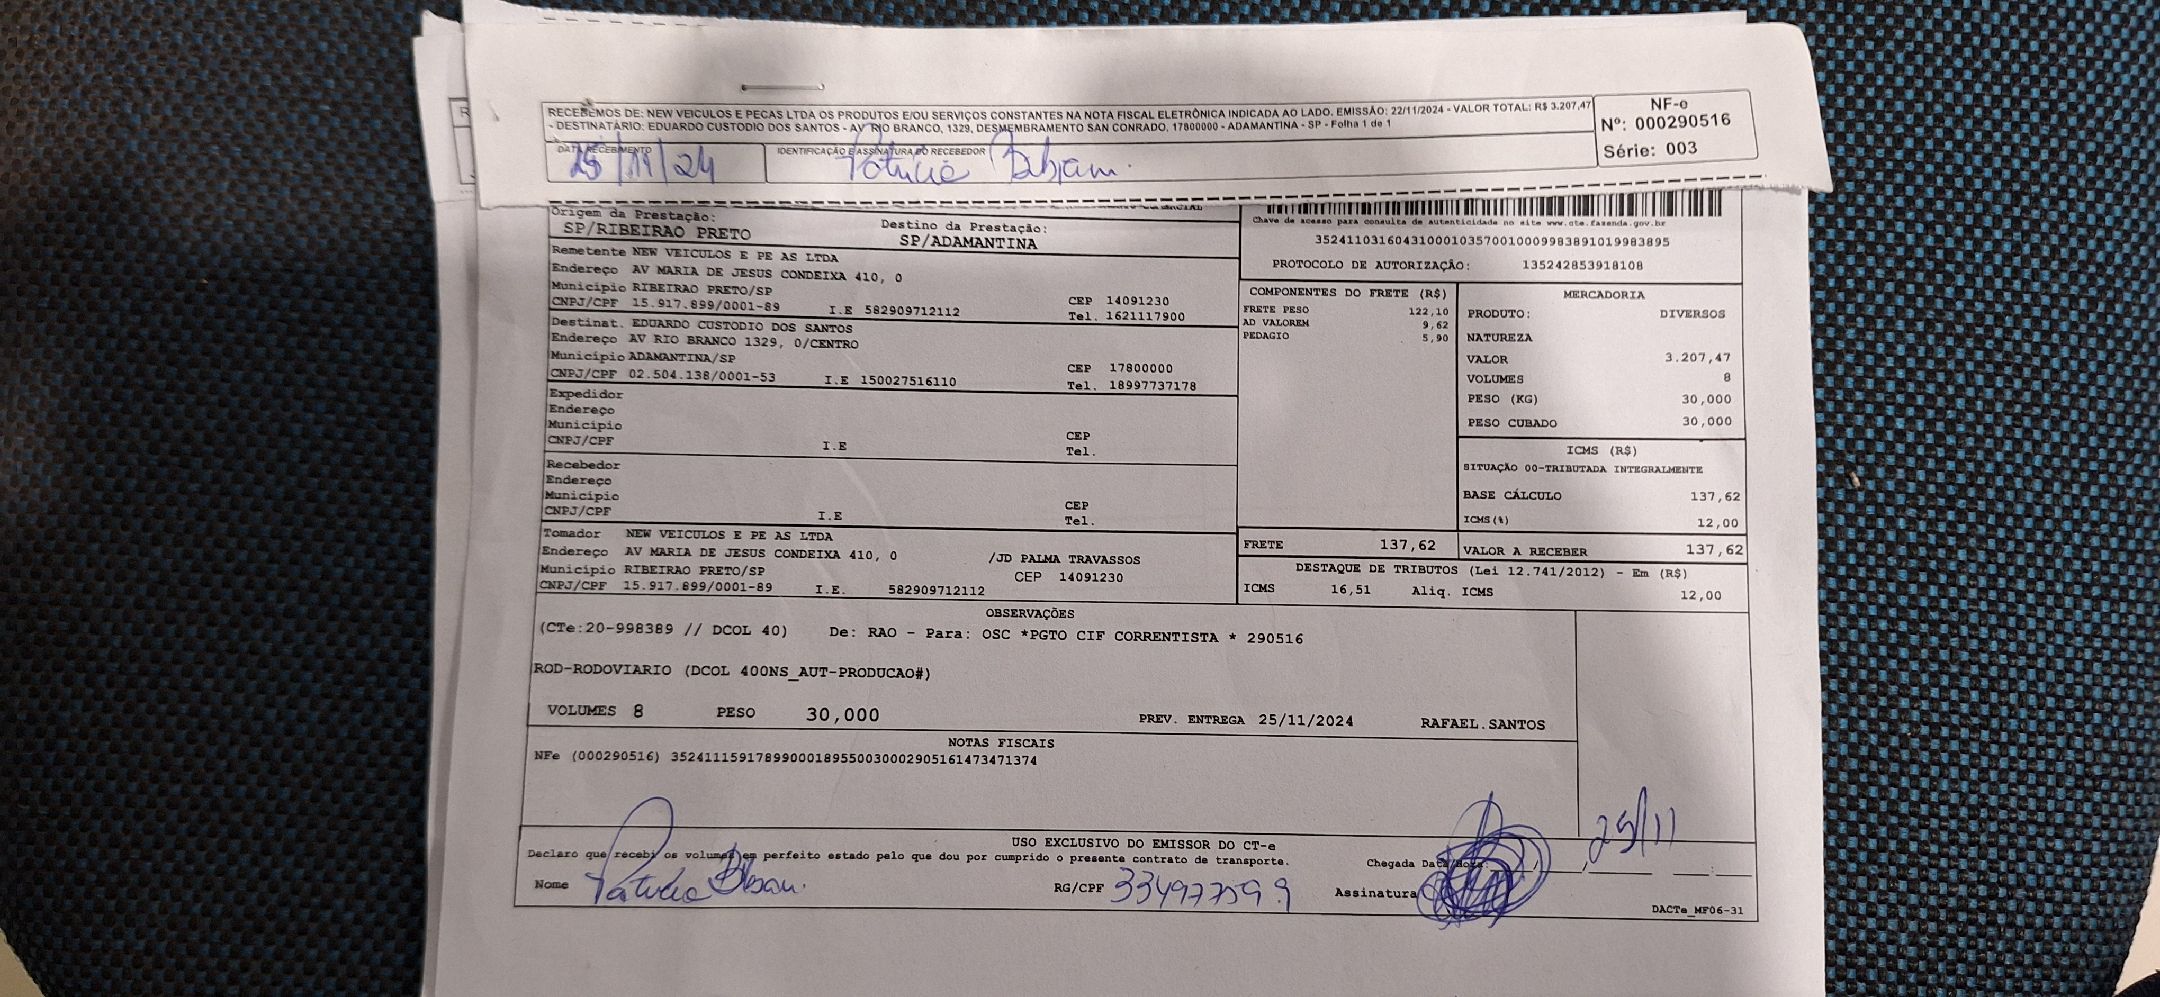 RECEBEMOS DE: NEW VEICULOS E PECAS LTDA OS PRODUTOS E/OU SERVIÇOS CONSTANTES NA NOTA FISCAL ELETRÔNICA INDICADA AO LADO. EMISSÃO: 22/11/2024 - VALOR TOTAL: R$ 3.207,47
- DESTINATÁRIO: EDUARDO CUSTODIO DOS SANTOS - AV RIO BRANCO, 1329, DESMEMBRAMENTO SAN CONRADO, 17800000 - ADAMANTINA - SP - Folha 1 de 1
NF-e
Nº: 000290516
Série: 003
DATA RECEBIMENTO
25/11/24
IDENTIFICAÇÃO E ASSINATURA DO RECEBEDOR
Origem da Prestação:
SP/RIBEIRAO PRETO
Destino da Prestação:
SP/ADAMANTINA
Chave de acesso para consulta de autenticidade no site www.cte.fazenda.gov.br
35241103160431000103570010009983891019983895
PROTOCOLO DE AUTORIZAÇÃO: 135242853918108
Remetente NEW VEICULOS E PE AS LTDA
Endereço AV MARIA DE JESUS CONDEIXA 410, 0
Município RIBEIRAO PRETO/SP CEP 14091230
CNPJ/CPF 15.917.899/0001-89 I.E 582909712112 Tel. 1621117900
Destinat. EDUARDO CUSTODIO DOS SANTOS
Endereço AV RIO BRANCO 1329, 0/CENTRO
Município ADAMANTINA/SP CEP 17800000
CNPJ/CPF 02.504.138/0001-53 I.E 150027516110 Tel. 18997737178
Expedidor
Endereço
Município CEP
CNPJ/CPF I.E Tel.
Recebedor
Endereço
Município CEP
CNPJ/CPF I.E Tel.
Tomador NEW VEICULOS E PE AS LTDA
Endereço AV MARIA DE JESUS CONDEIXA 410, 0 /JD PALMA TRAVASSOS
Município RIBEIRAO PRETO/SP CEP 14091230
CNPJ/CPF 15.917.899/0001-89 I.E. 582909712112
COMPONENTES DO FRETE (R$)
FRETE PESO 122,10
AD VALOREM 9,62
PEDAGIO 5,90
FRETE 137,62
MERCADORIA
PRODUTO: DIVERSOS
NATUREZA
VALOR 3.207,47
VOLUMES 8
PESO (KG) 30,000
PESO CUBADO 30,000
ICMS (R$)
SITUAÇÃO 00-TRIBUTADA INTEGRALMENTE
BASE CÁLCULO 137,62
ICMS(%) 12,00
VALOR A RECEBER 137,62
DESTAQUE DE TRIBUTOS (Lei 12.741/2012) - Em (R$)
ICMS 16,51 Aliq. ICMS 12,00
OBSERVAÇÕES
(CTe:20-998389 // DCOL 40) De: RAO - Para: OSC *PGTO CIF CORRENTISTA * 290516
ROD-RODOVIARIO (DCOL 400NS_AUT-PRODUCAO#)
VOLUMES 8 PESO 30,000 PREV. ENTREGA 25/11/2024 RAFAEL.SANTOS
NOTAS FISCAIS
NFe (000290516) 35241115917899000189550030002905161473471374
USO EXCLUSIVO DO EMISSOR DO CT-e
Declaro que recebi os volumes em perfeito estado pelo que dou por cumprido o presente contrato de transporte.
Chegada Data/Hora: 25/11
Nome
RG/CPF 334977599
Assinatura
DACTe_MF06-31